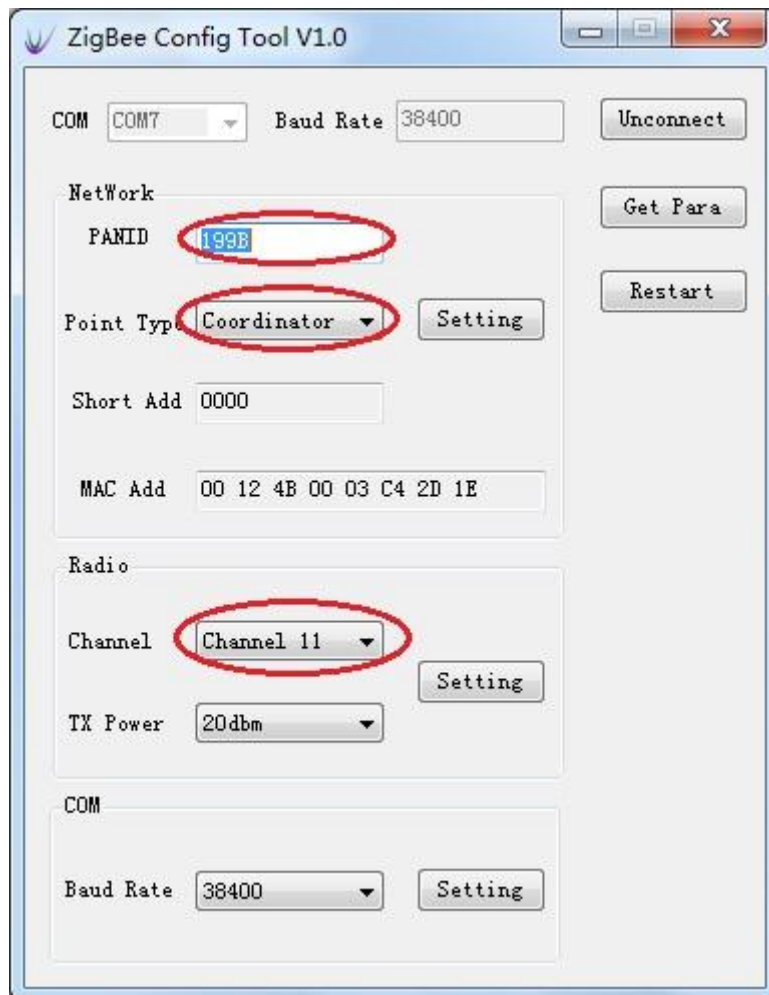 ZigBee Config Tool V1.0
COM COM7 Baud Rate 38400 Unconnect
NetWork
Get Para
PANID 199B
Restart
Point Type Coordinator Setting
Short Add 0000
MAC Add 00 12 4B 00 03 C4 2D 1E
Radio
Channel Channel 11
Setting
TX Power 20dbm
COM
Baud Rate 38400 Setting